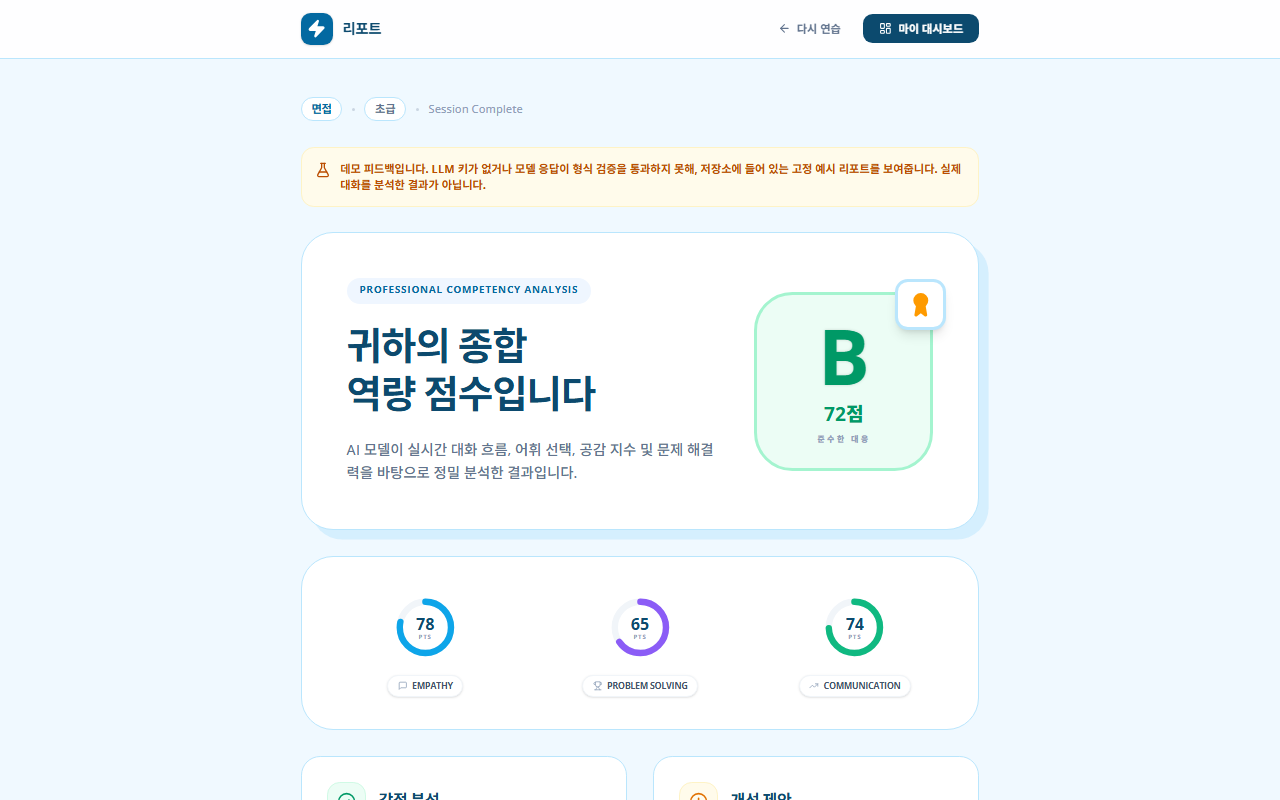 리포트
다시 연습
마이 대시보드
면접
초급
Session Complete
데모 피드백입니다. LLM 키가 없거나 모델 응답이 형식 검증을 통과하지 못해, 저장소에 들어 있는 고정 예시 리포트를 보여줍니다. 실제
대화를 분석한 결과가 아닙니다.
PROFESSIONAL COMPETENCY ANALYSIS
귀하의 종합
역량 점수입니다
AI 모델이 실시간 대화 흐름, 어휘 선택, 공감 지수 및 문제 해결
력을 바탕으로 정밀 분석한 결과입니다.
B
72점
준수한 대응
78
PTS
65
PTS
74
PTS
EMPATHY
PROBLEM SOLVING
COMMUNICATION
강점 분석
개선 제안